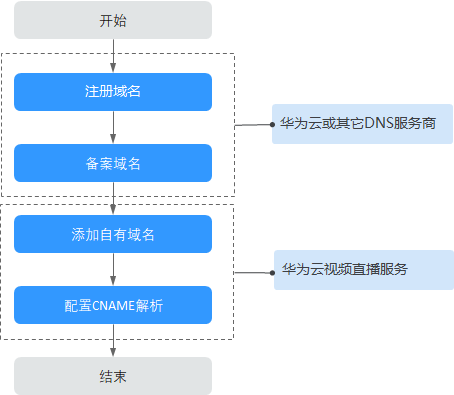 开始
注册域名
华为云或其它DNS服务商
备案域名
添加自有域名
华为云视频直播服务
配置CNAME解析
结束